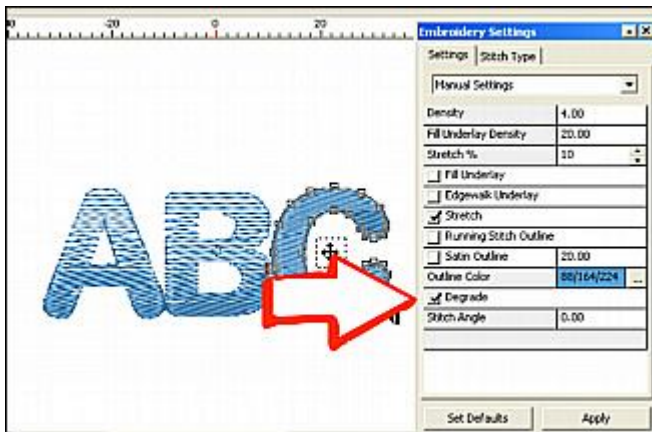 -20 0 20
Embroidery Settings
Settings Stitch Type
Manual Settings
Density 4.00
Fill Underlay Density 20.00
Stretch % 10
Fill Underlay
Edgewalk Underlay
Stretch
Running Stitch Outline
Satin Outline 20.00
Outline Color 88/164/224 ...
Degrade
Stitch Angle 0.00
ABC
Set Defaults Apply